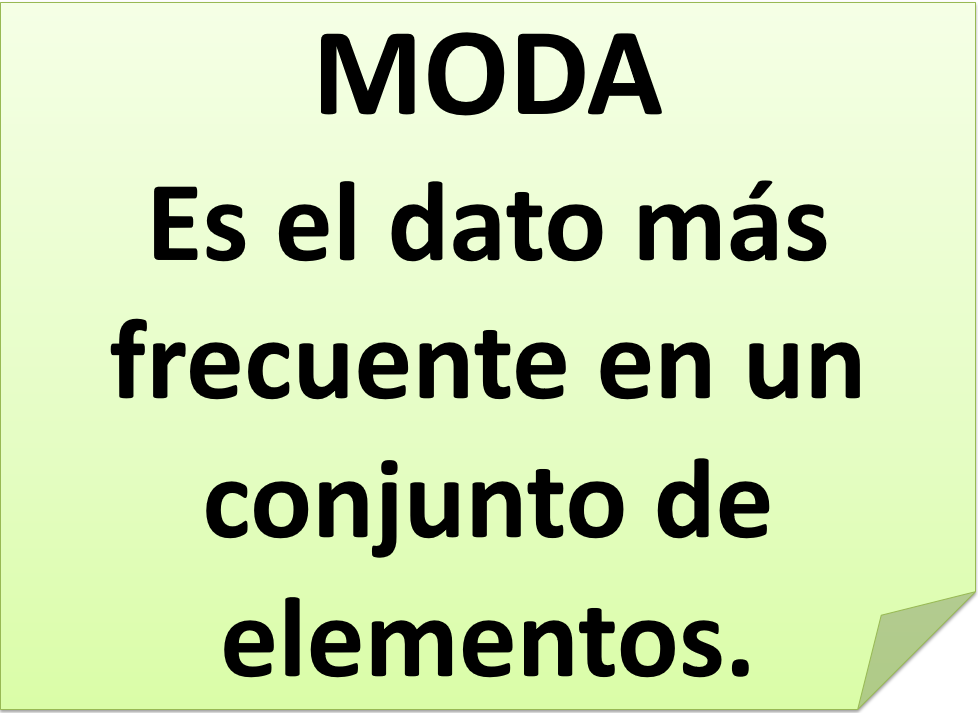 MODA
Es el dato más
frecuente en un
conjunto de
elementos.